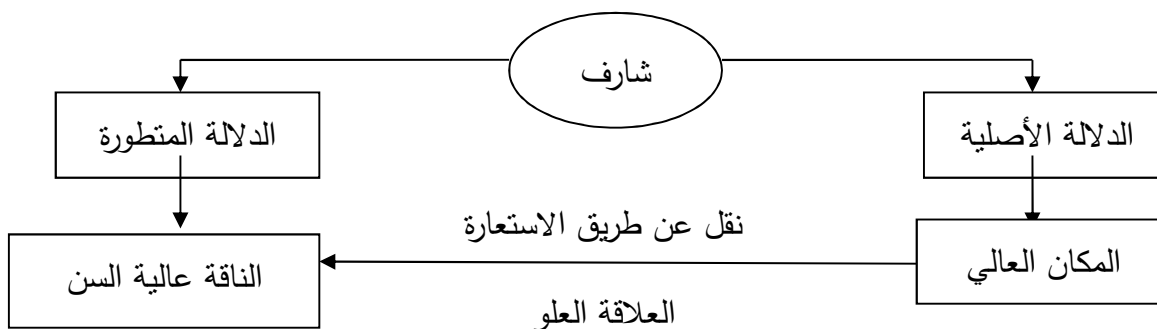 شارف
الدلالة الأصلية
الدلالة المتطورة
نقل عن طريق الاستعارة
المكان العالي
الناقة عالية السن
العلاقة العلو